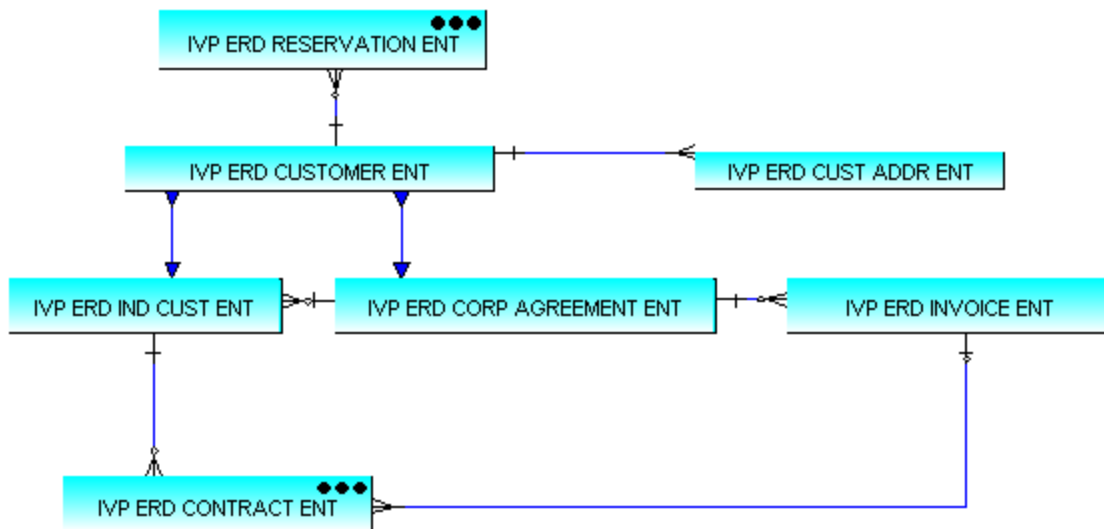 IVP ERD RESERVATION ENT
IVP ERD CUSTOMER ENT
IVP ERD CUST ADDR ENT
IVP ERD IND CUST ENT
IVP ERD CORP AGREEMENT ENT
IVP ERD INVOICE ENT
IVP ERD CONTRACT ENT